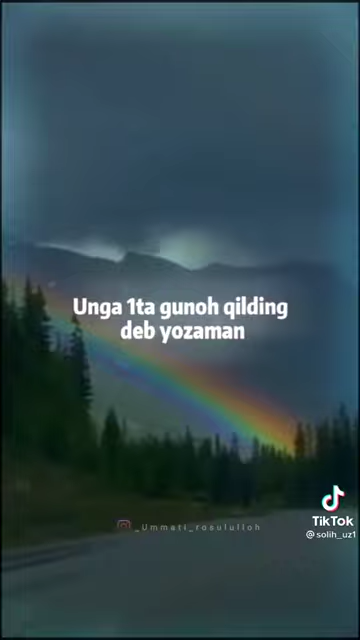 Unga 1ta gunoh qilding
deb yozaman
_Ummati_rosululloh
TikTok
@solih_uz1